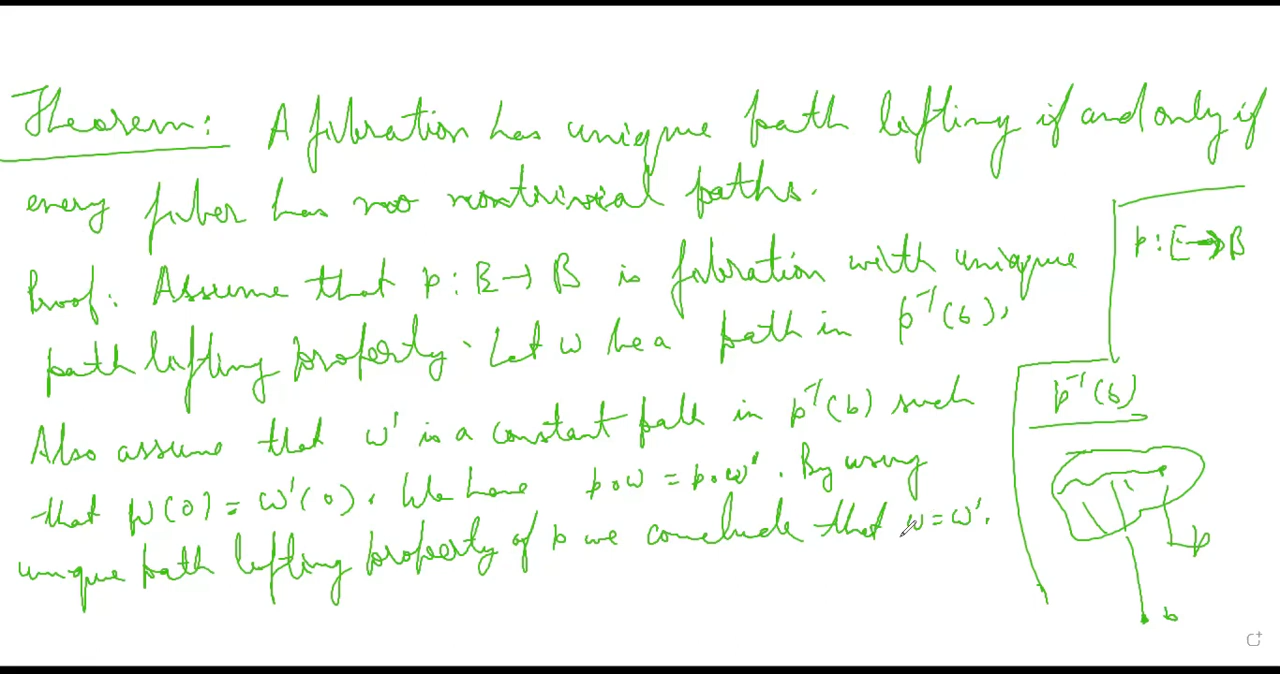 Theorem: A fibration has unique path lifting if and only if
every fiber has no nontrivial paths.
Proof: Assume that p : E → B is fibration with unique
path lifting property. Let ω be a path in p⁻¹(b).
Also assume that ω' is a constant path in p⁻¹(b) such
that ω(0) = ω'(0). We have p∘ω = p∘ω'. By using
unique path lifting property of p we conclude that ω = ω'.
p : E → B
p⁻¹(b)
p
b